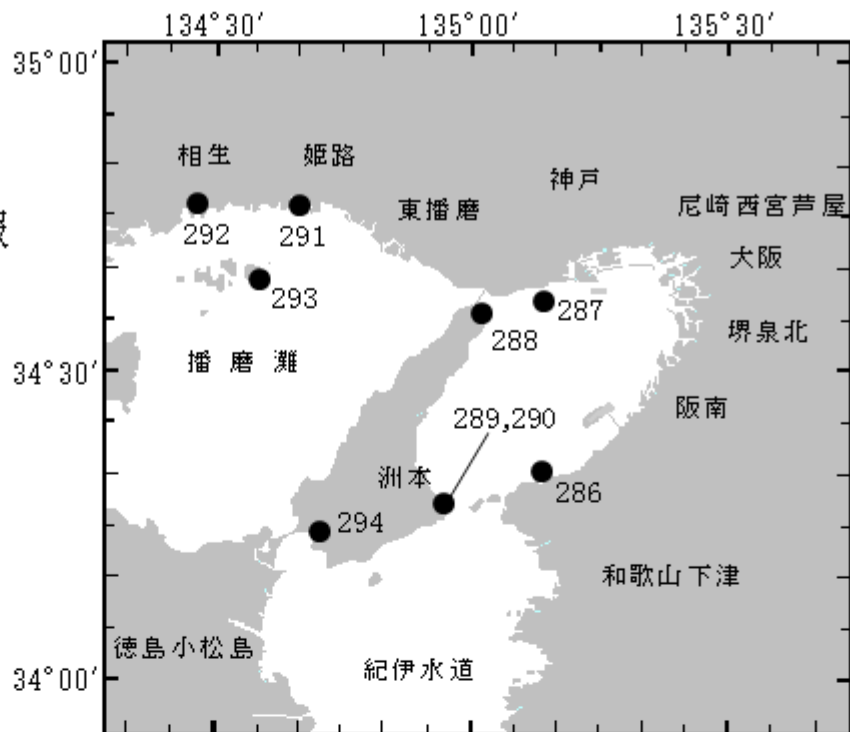 134°30′ 135°00′ 135°30′
35°00′
相生 姫路
神戸
東播磨
尼崎西宮芦屋
292 291
大阪
293
287
288
堺泉北
播磨灘
34°30′
阪南
289,290
洲本
286
294
和歌山下津
徳島小松島
紀伊水道
34°00′